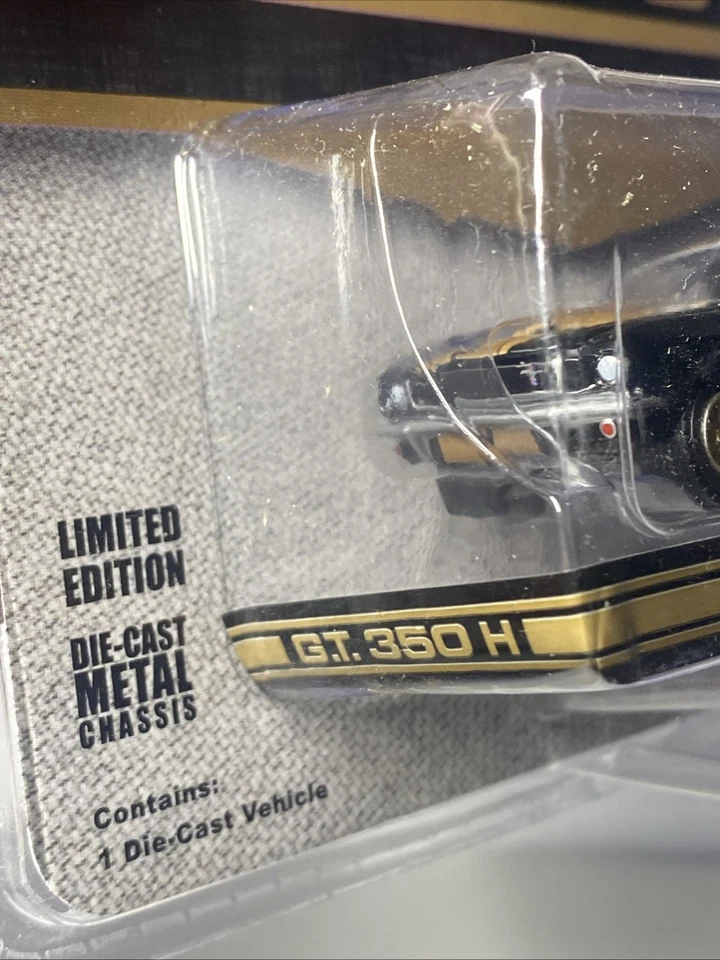 LIMITED
EDITION
DIE-CAST
METAL
CHASSIS
G.T. 350 H
Contains:
1 Die-Cast Vehicle